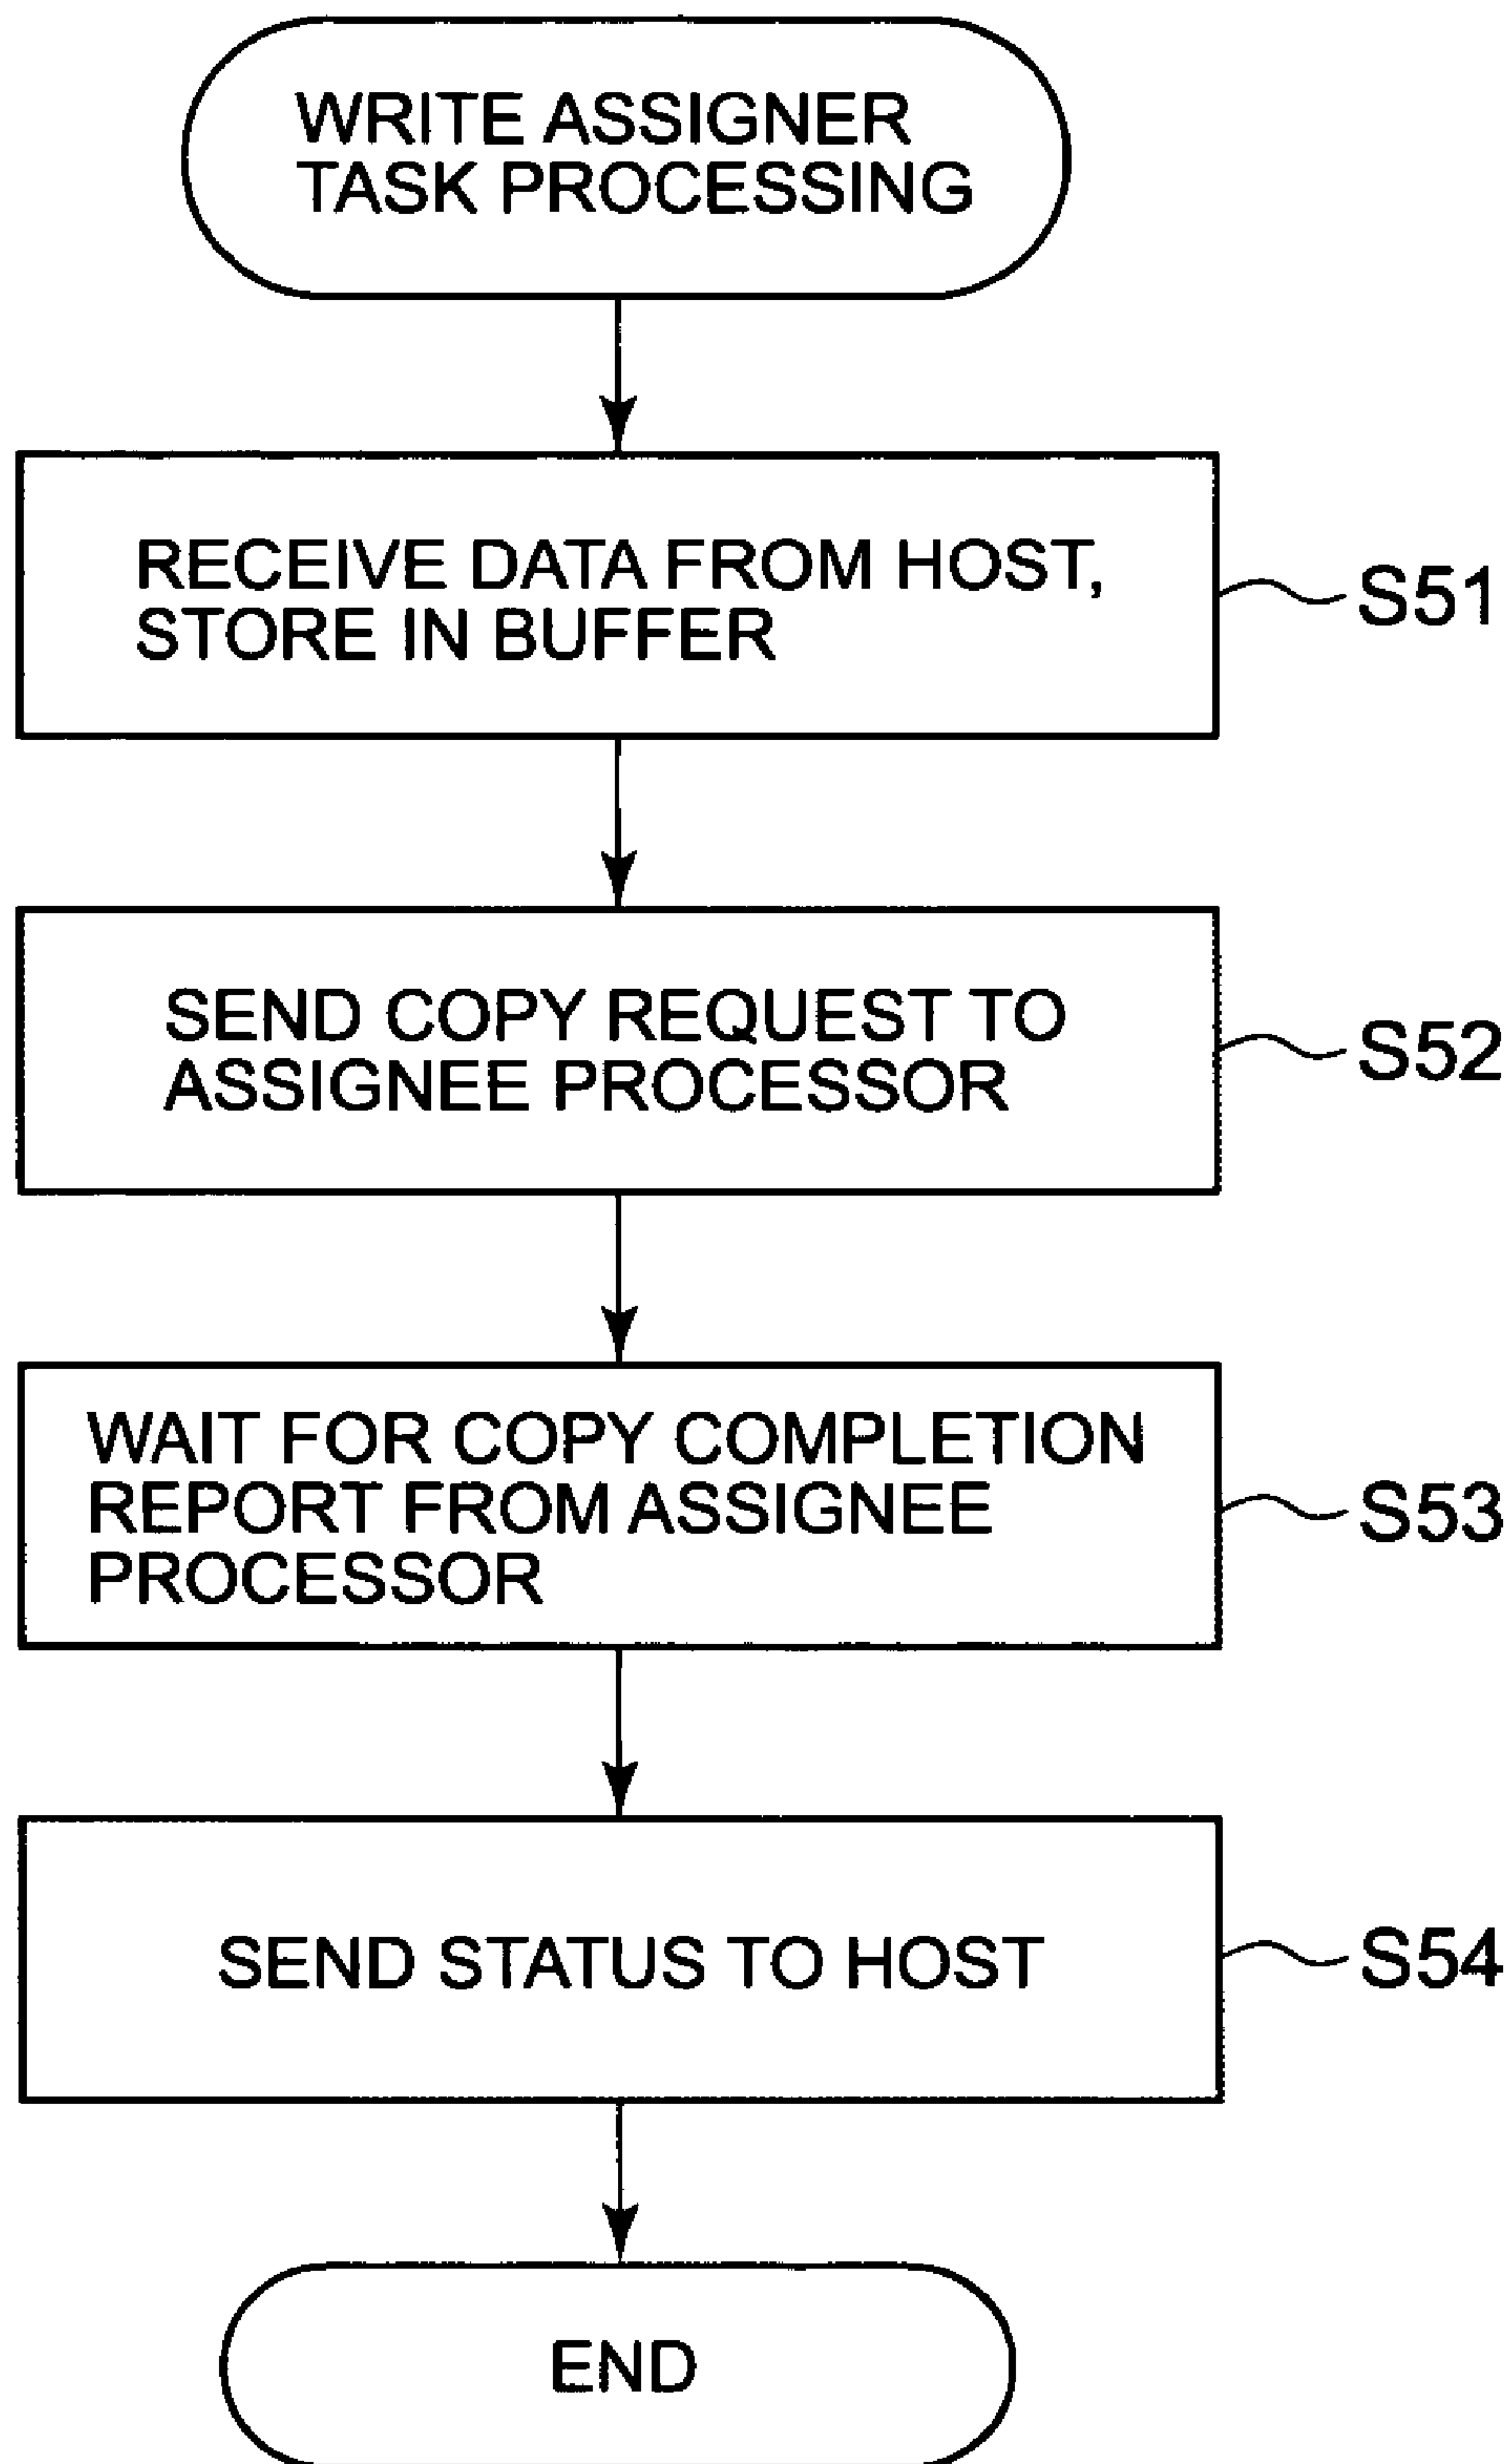 WRITE ASSIGNER
TASK PROCESSING
RECEIVE DATA FROM HOST,
STORE IN BUFFER
S51
SEND COPY REQUEST TO
ASSIGNEE PROCESSOR
S52
WAIT FOR COPY COMPLETION
REPORT FROM ASSIGNEE
PROCESSOR
S53
SEND STATUS TO HOST
S54
END